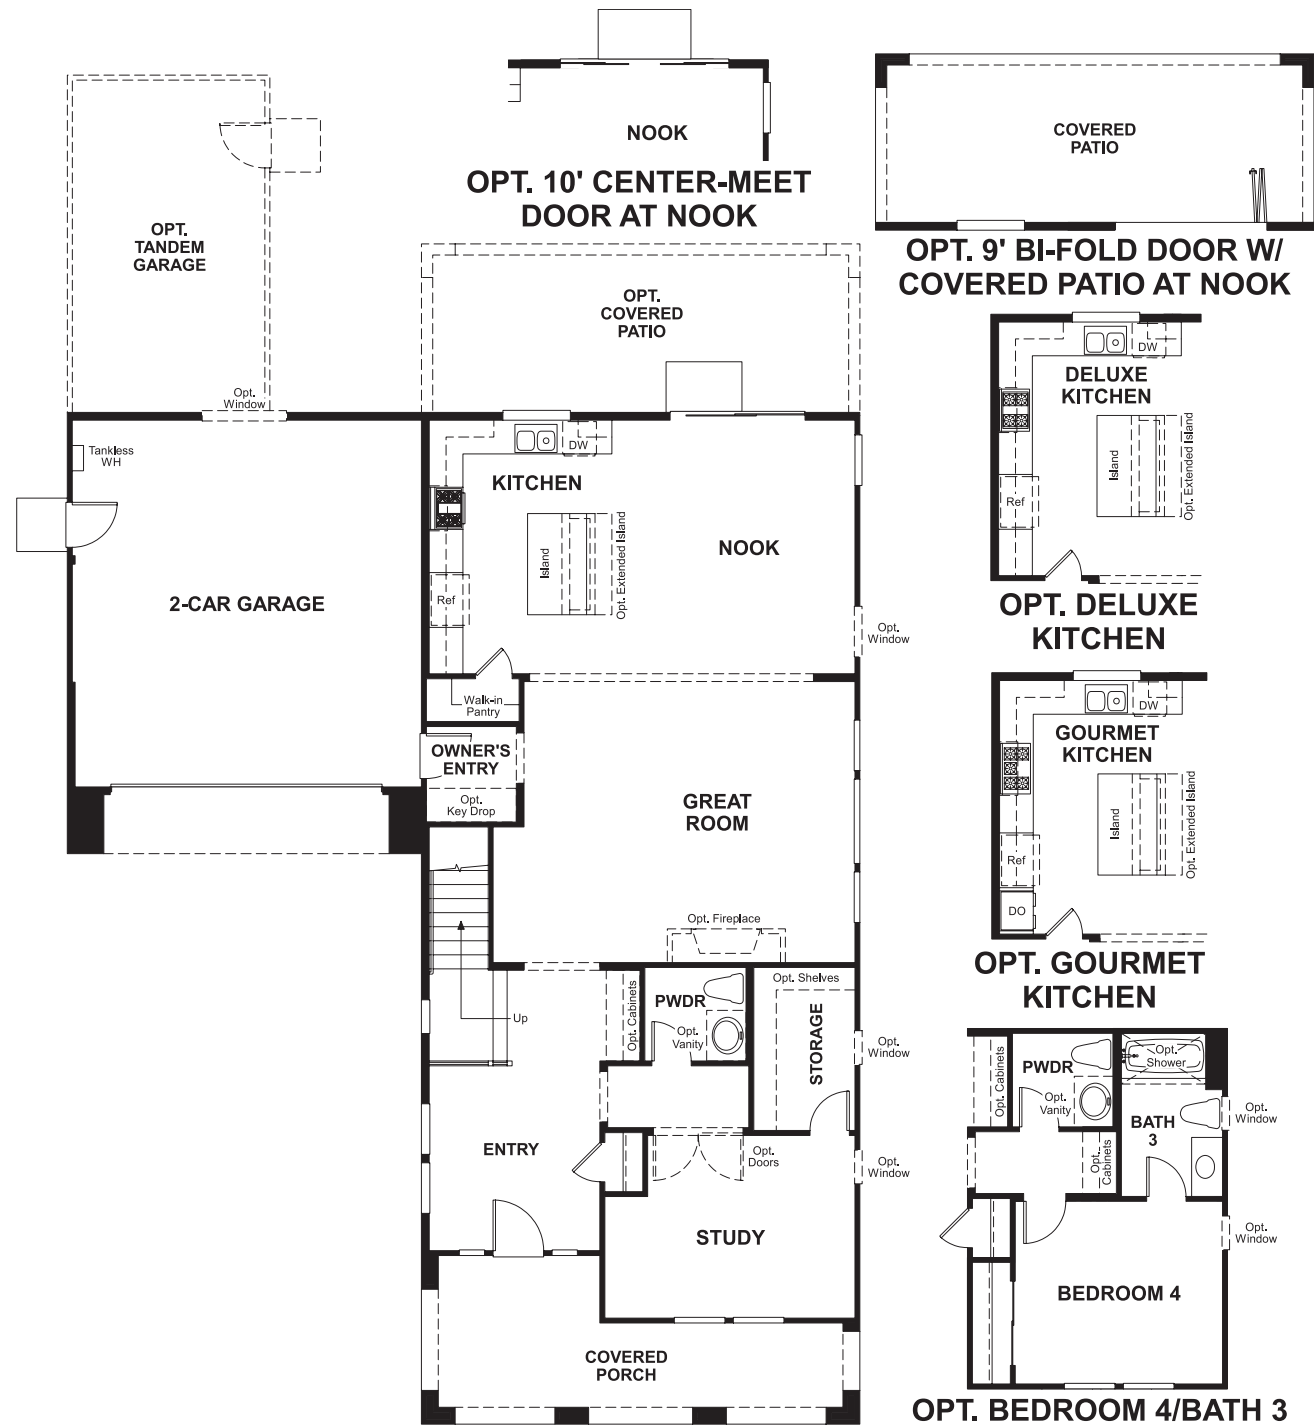 NOOK
OPT. 10' CENTER-MEET
DOOR AT NOOK
COVERED
PATIO
OPT. 9' BI-FOLD DOOR W/
COVERED PATIO AT NOOK
OPT.
TANDEM
GARAGE
OPT.
COVERED
PATIO
Opt.
Window
Tankless
WH
2-CAR GARAGE
DW
KITCHEN
Island
Opt. Extended Island
NOOK
Ref
Opt.
Window
Walk-in
Pantry
OWNER'S
ENTRY
Opt.
Key Drop
GREAT
ROOM
Opt. Fireplace
Up
Opt. Cabinets
PWDR
Opt.
Vanity
Opt. Shelves
STORAGE
Opt.
Window
ENTRY
Opt.
Doors
Opt.
Window
STUDY
COVERED
PORCH
DW
DELUXE
KITCHEN
Island
Opt. Extended Island
Ref
OPT. DELUXE
KITCHEN
DW
GOURMET
KITCHEN
Island
Opt. Extended Island
Ref
DO
OPT. GOURMET
KITCHEN
Opt. Cabinets
PWDR
Opt.
Vanity
Opt.
Shower
BATH
3
Opt.
Window
Opt.
Cabinets
Opt.
Window
BEDROOM 4
OPT. BEDROOM 4/BATH 3